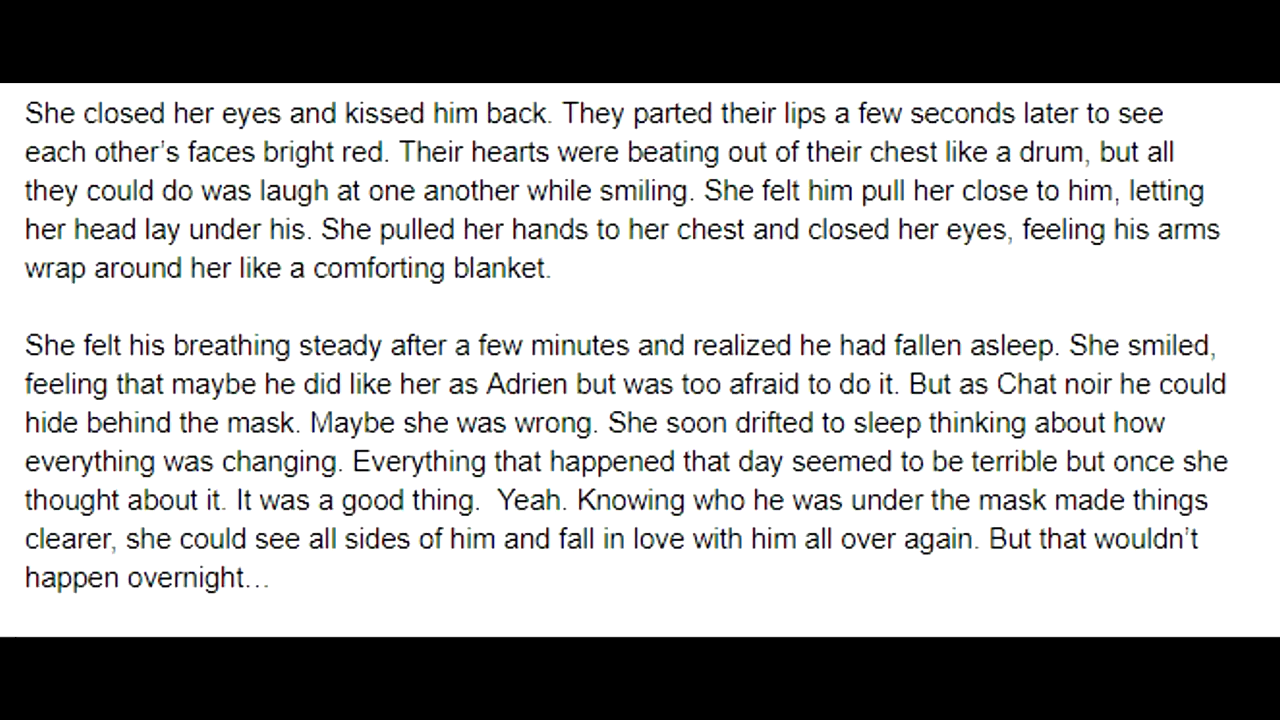 She closed her eyes and kissed him back. They parted their lips a few seconds later to see
each other's faces bright red. Their hearts were beating out of their chest like a drum, but all
they could do was laugh at one another while smiling. She felt him pull her close to him, letting
her head lay under his. She pulled her hands to her chest and closed her eyes, feeling his arms
wrap around her like a comforting blanket.
She felt his breathing steady after a few minutes and realized he had fallen asleep. She smiled,
feeling that maybe he did like her as Adrien but was too afraid to do it. But as Chat noir he could
hide behind the mask. Maybe she was wrong. She soon drifted to sleep thinking about how
everything was changing. Everything that happened that day seemed to be terrible but once she
thought about it. It was a good thing.  Yeah. Knowing who he was under the mask made things
clearer, she could see all sides of him and fall in love with him all over again. But that wouldn't
happen overnight…